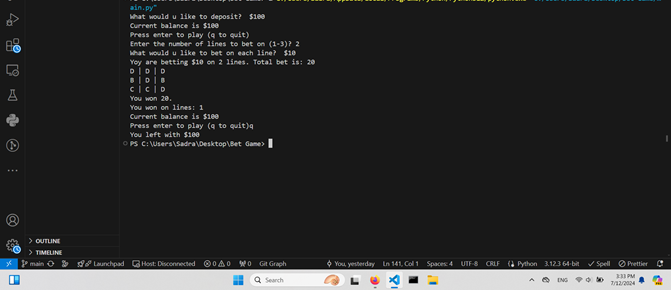 ain.py"
What would u like to deposit?  $100
Current balance is $100
Press enter to play (q to quit)
Enter the number of lines to bet on (1-3)? 2
What would u like to bet on each line?  $10
Yoy are betting $10 on 2 lines. Total bet is: 20
D | D | D
B | D | B
C | C | D
You won 20.
You won on lines: 1
Current balance is $100
Press enter to play (q to quit)q
You left with $100
PS C:\Users\Sadra\Desktop\Bet Game>
OUTLINE
TIMELINE
main Launchpad Host: Disconnected 0 0 0 Git Graph You, yesterday Ln 141, Col 1 Spaces: 4 UTF-8 CRLF Python 3.12.3 64-bit Spell Prettier
Search ENG 3:33 PM
7/12/2024